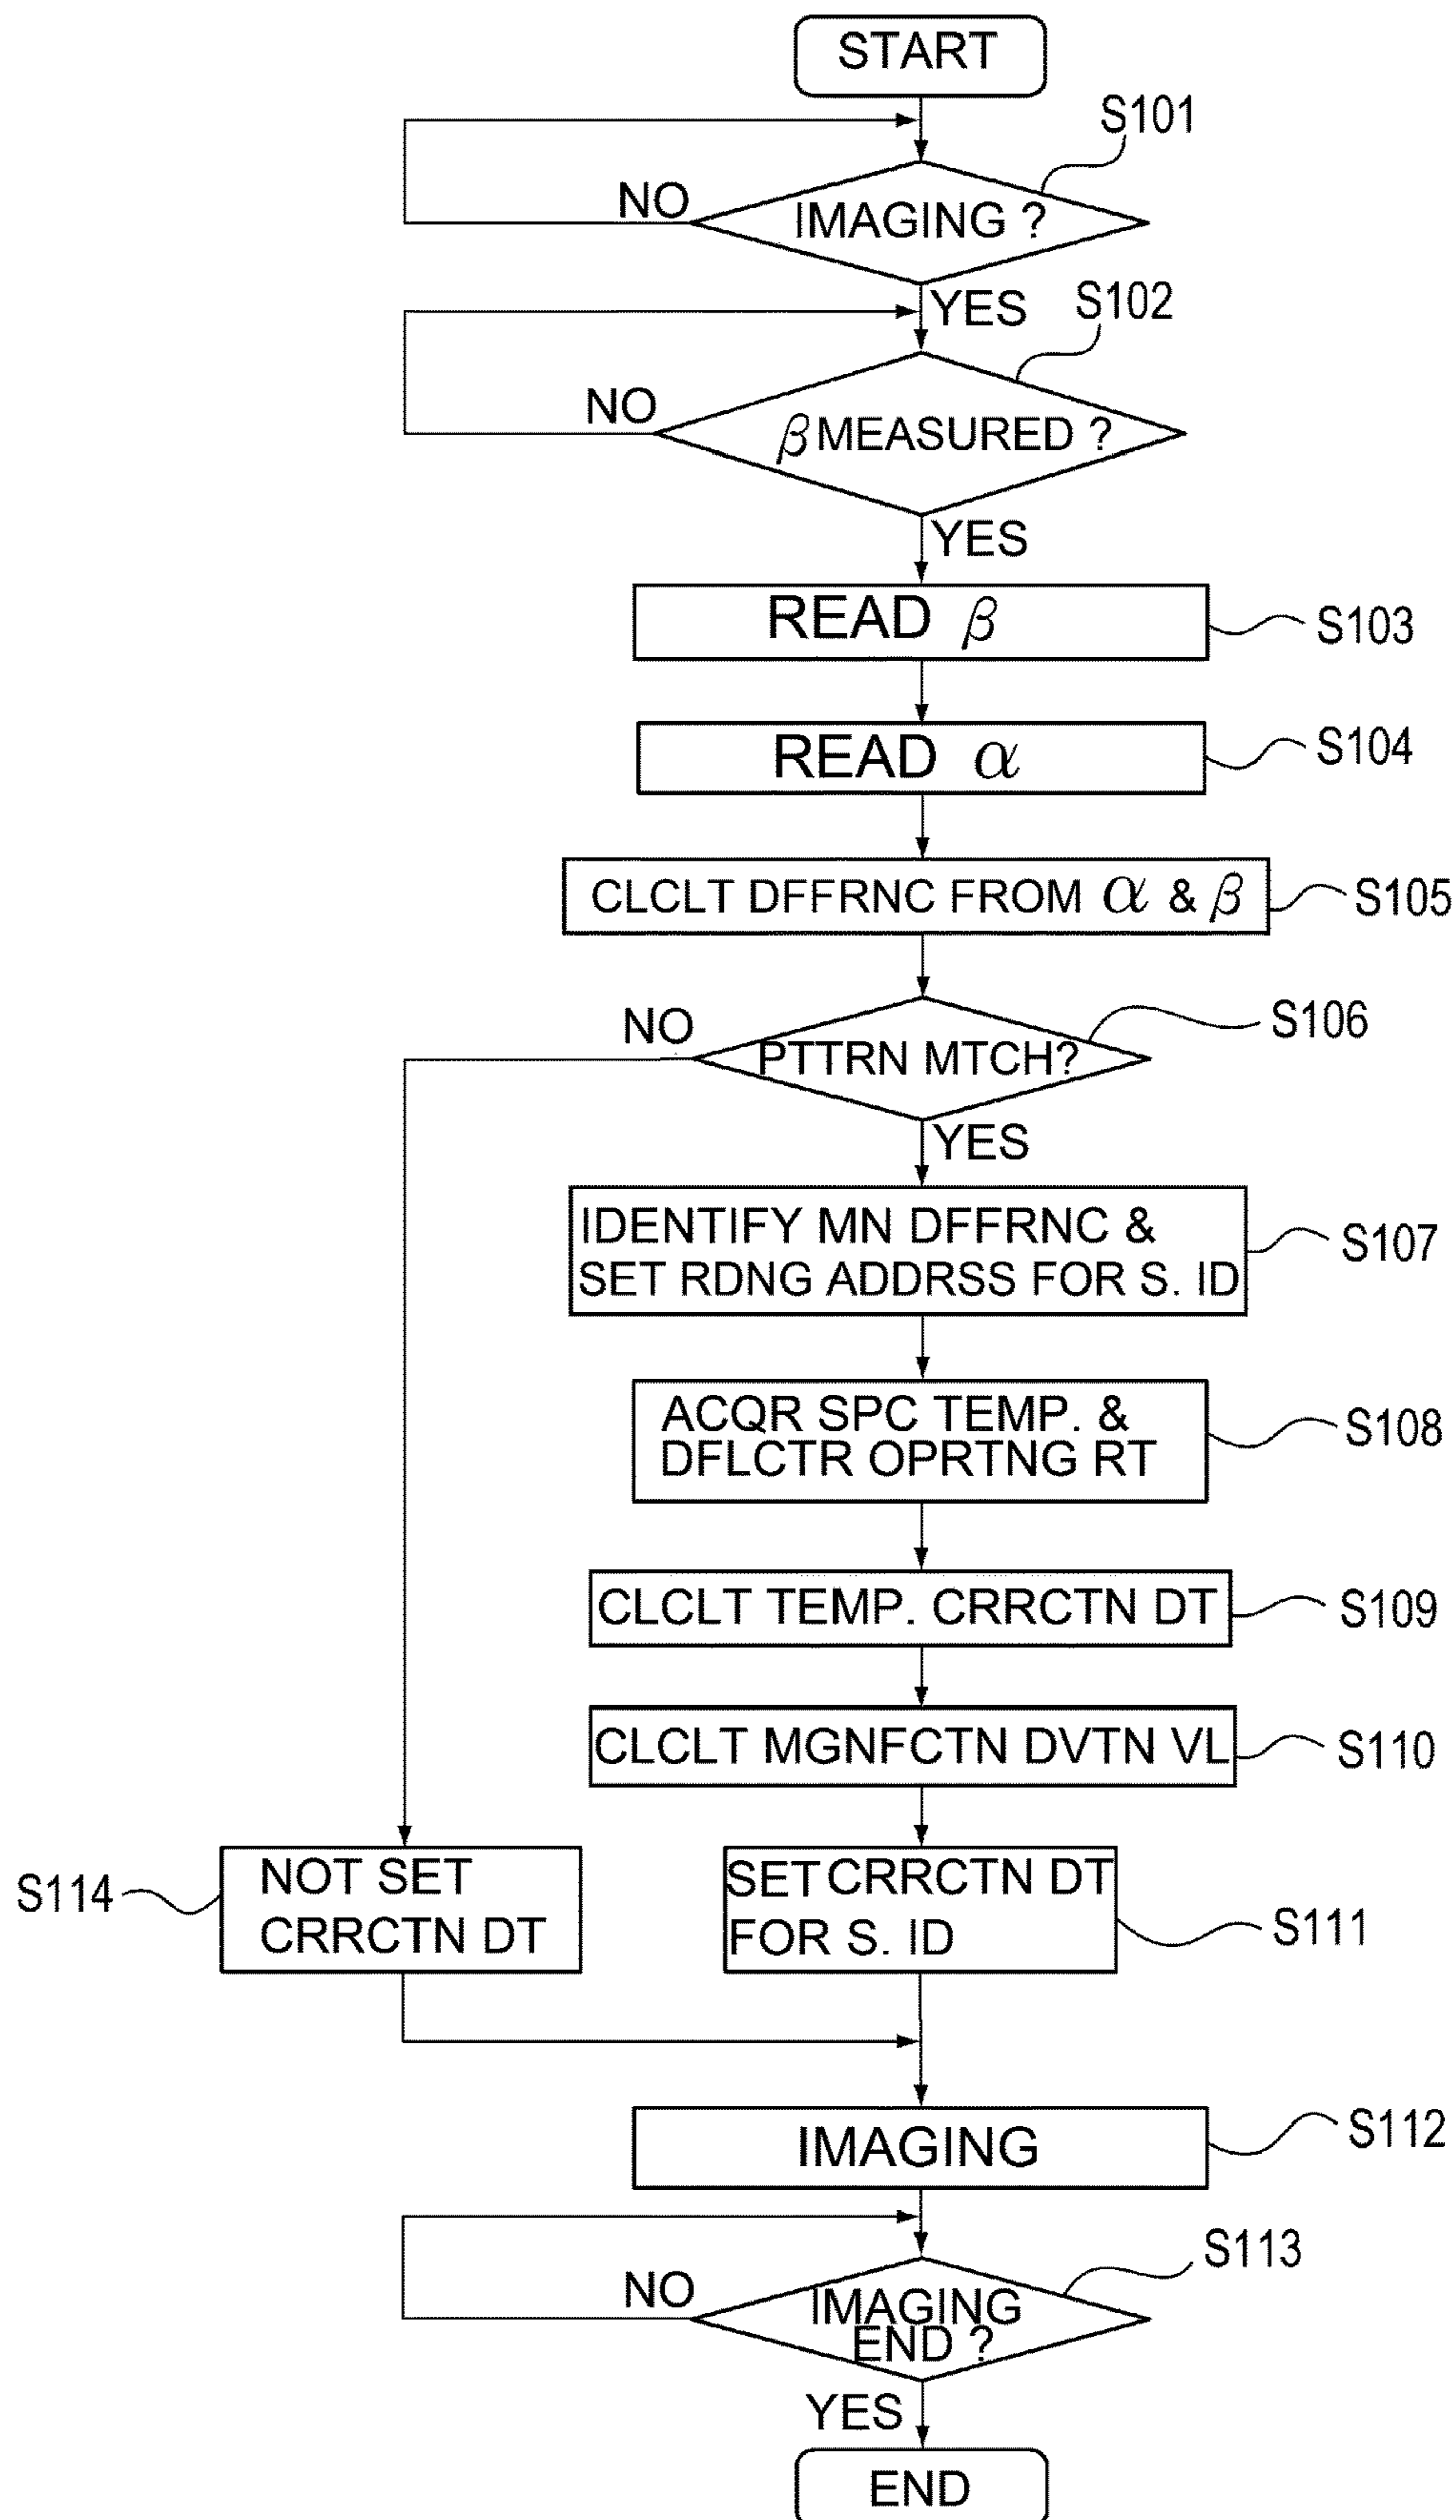 START
S101
NO
IMAGING ?
YES
S102
NO
β MEASURED ?
YES
READ β
S103
READ α
S104
CLCLT DFFRNC FROM α & β
S105
NO
S106
PTTRN MTCH?
YES
IDENTIFY MN DFFRNC &
SET RDNG ADDRSS FOR S. ID
S107
ACQR SPC TEMP. &
DFLCTR OPRTNG RT
S108
CLCLT TEMP. CRRCTN DT
S109
CLCLT MGNFCTN DVTN VL
S110
S114
NOT SET
CRRCTN DT
SET CRRCTN DT
FOR S. ID
S111
IMAGING
S112
S113
NO
IMAGING
END ?
YES
END